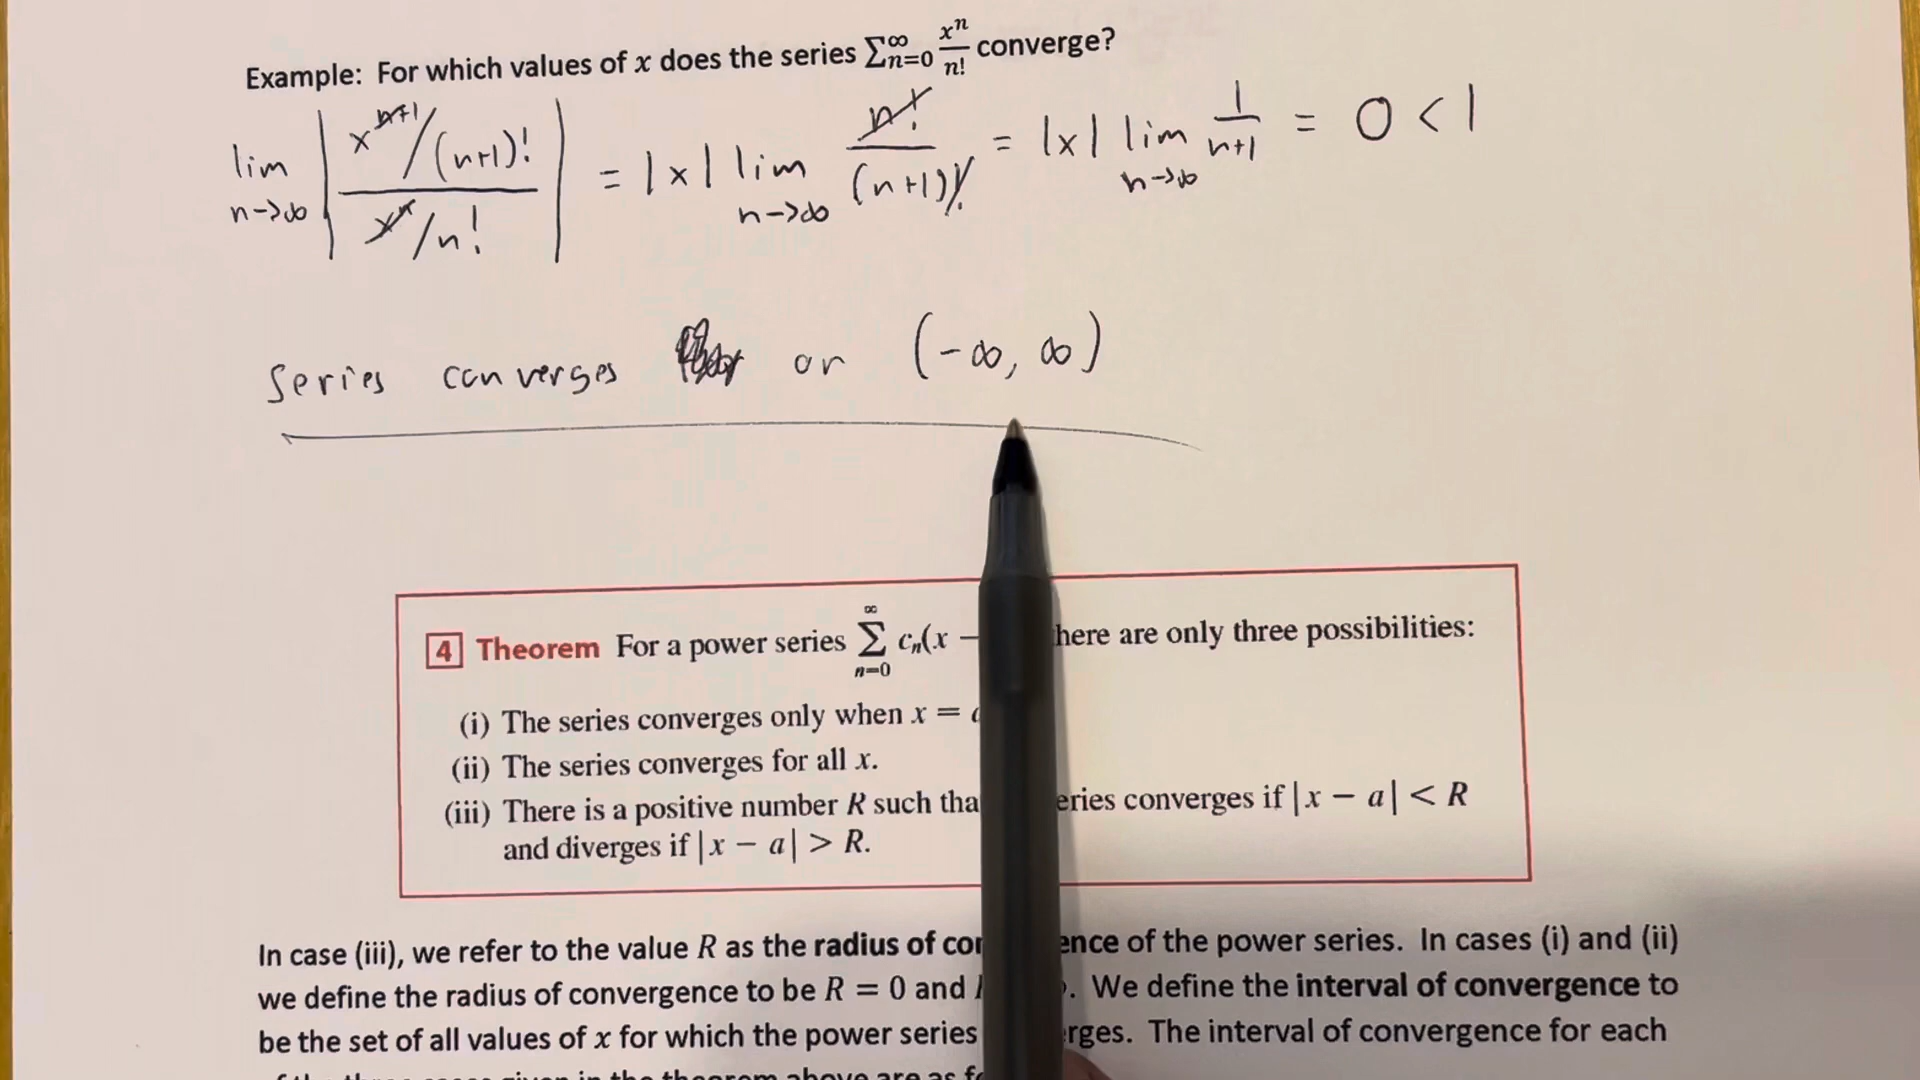 Example: For which values of x does the series ∑_{n=0}^{∞} x^n/n! converge?
lim_{n→∞} | (x^{n+1}/(n+1)!) / (x^n/n!) | = |x| lim_{n→∞} n!/(n+1)! = |x| lim_{n→∞} 1/(n+1) = 0 < 1
Series converges on (-∞, ∞)
4 Theorem For a power series ∑_{n=0}^{∞} c_n(x − here are only three possibilities:
(i) The series converges only when x =
(ii) The series converges for all x.
(iii) There is a positive number R such tha eries converges if |x − a| < R
and diverges if |x − a| > R.
In case (iii), we refer to the value R as the radius of con ence of the power series. In cases (i) and (ii)
we define the radius of convergence to be R = 0 and . We define the interval of convergence to
be the set of all values of x for which the power series rges. The interval of convergence for each